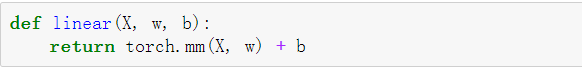 def linear(X, w, b):
    return torch.mm(X, w) + b